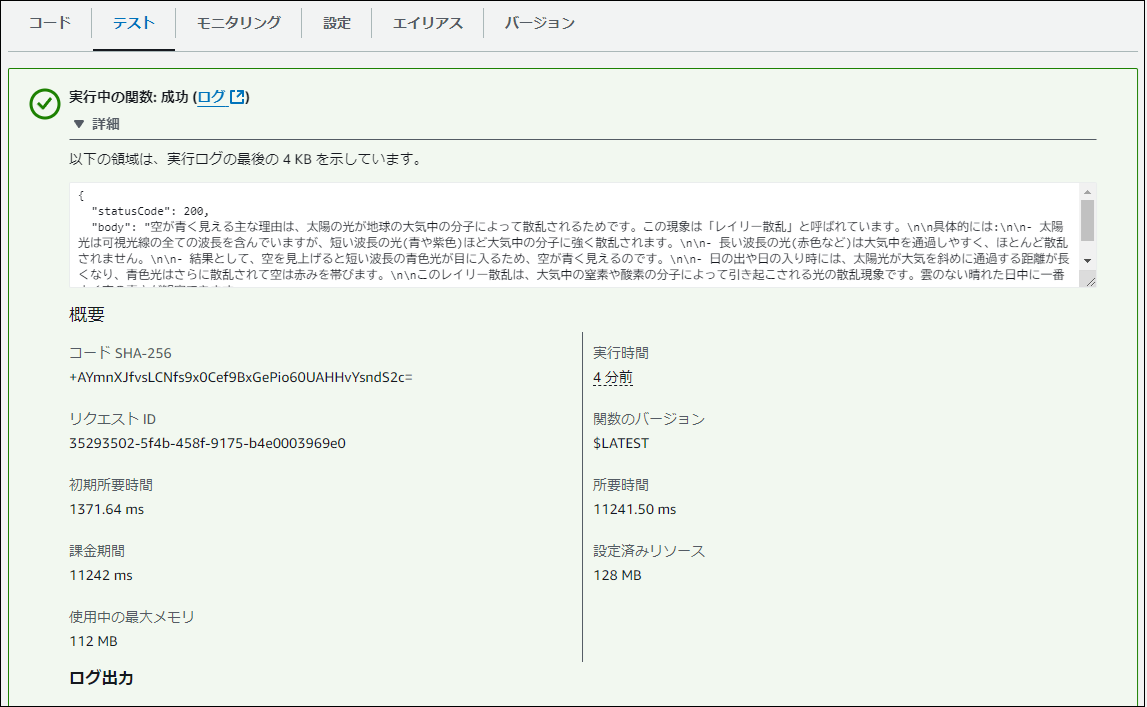 コード テスト モニタリング 設定 エイリアス バージョン
実行中の関数: 成功 (ログ)
▼ 詳細
以下の領域は、実行ログの最後の 4 KB を示しています。
{
"statusCode": 200,
"body": "空が青く見える主な理由は、太陽の光が地球の大気中の分子によって散乱されるためです。この現象は「レイリー散乱」と呼ばれています。\n\n具体的には:\n\n- 太陽
光は可視光線の全ての波長を含んでいますが、短い波長の光(青や紫色)ほど大気中の分子に強く散乱されます。\n\n- 長い波長の光(赤色など)は大気中を通過しやすく、ほとんど散乱
されません。\n\n- 結果として、空を見上げると短い波長の青色光が目に入るため、空が青く見えるのです。\n\n- 日の出や日の入り時には、太陽光が大気を斜めに通過する距離が長
くなり、青色光はさらに散乱されて空は赤みを帯びます。\n\nこのレイリー散乱は、大気中の窒素や酸素の分子によって引き起こされる光の散乱現象です。雲のない晴れた日中に一番
概要
コード SHA-256
+AYmnXJfvsLCNfs9x0Cef9BxGePio60UAHHvYsndS2c=
リクエスト ID
35293502-5f4b-458f-9175-b4e0003969e0
初期所要時間
1371.64 ms
課金期間
11242 ms
使用中の最大メモリ
112 MB
実行時間
4 分前
関数のバージョン
$LATEST
所要時間
11241.50 ms
設定済みリソース
128 MB
ログ出力